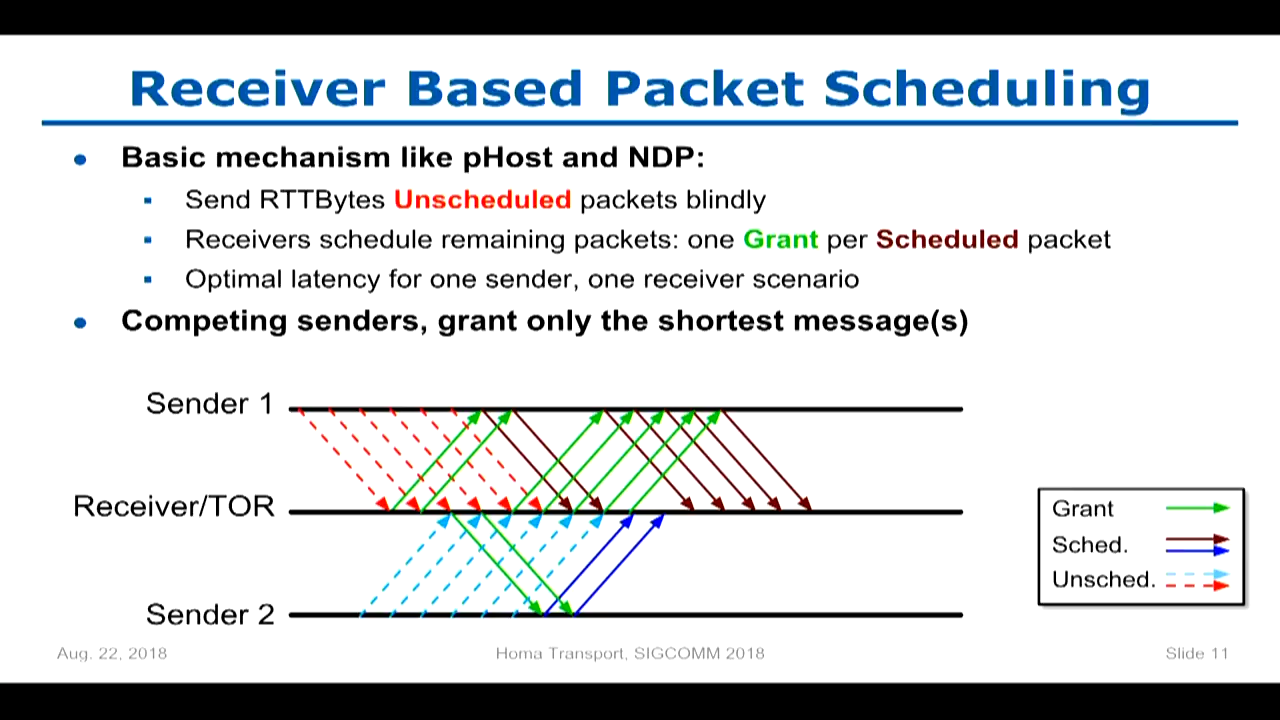 Receiver Based Packet Scheduling
Basic mechanism like pHost and NDP:
Send RTTBytes Unscheduled packets blindly
Receivers schedule remaining packets: one Grant per Scheduled packet
Optimal latency for one sender, one receiver scenario
Competing senders, grant only the shortest message(s)
Sender 1
Receiver/TOR
Sender 2
Grant
Sched.
Unsched.
Aug. 22, 2018
Homa Transport, SIGCOMM 2018
Slide 11